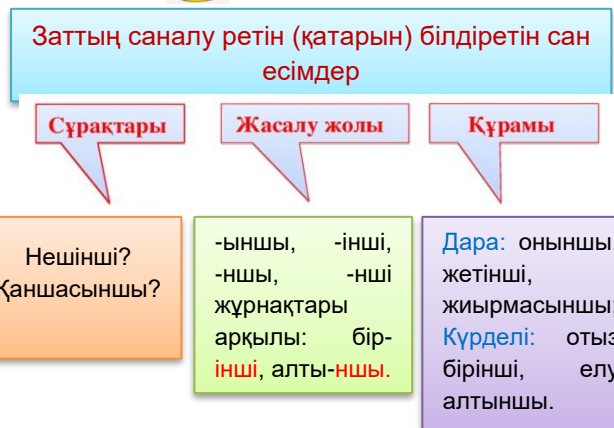 Заттың саналу ретін (қатарын) білдіретін сан
есімдер
Сұрақтары
Жасалу жолы
Құрамы
Нешінші?
Қаншасыншы?
-ыншы, -інші,
-ншы, -нші
жұрнақтары
арқылы: бір-
інші, алты-ншы.
Дара: оныншы
жетінші,
жиырмасыншы;
Күрделі: отыз
бірінші, елу
алтыншы.